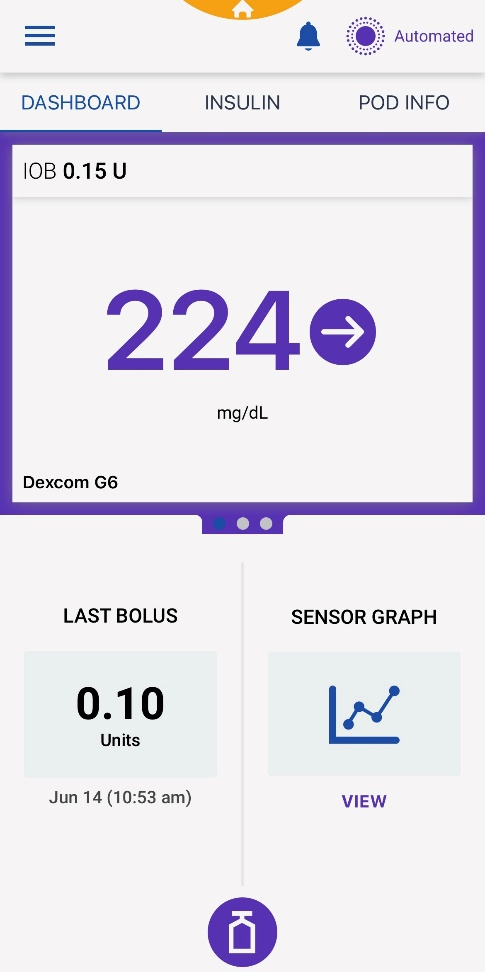 Automated
DASHBOARD INSULIN POD INFO
IOB 0.15 U
224
mg/dL
Dexcom G6
LAST BOLUS
0.10
Units
Jun 14 (10:53 am)
SENSOR GRAPH
VIEW